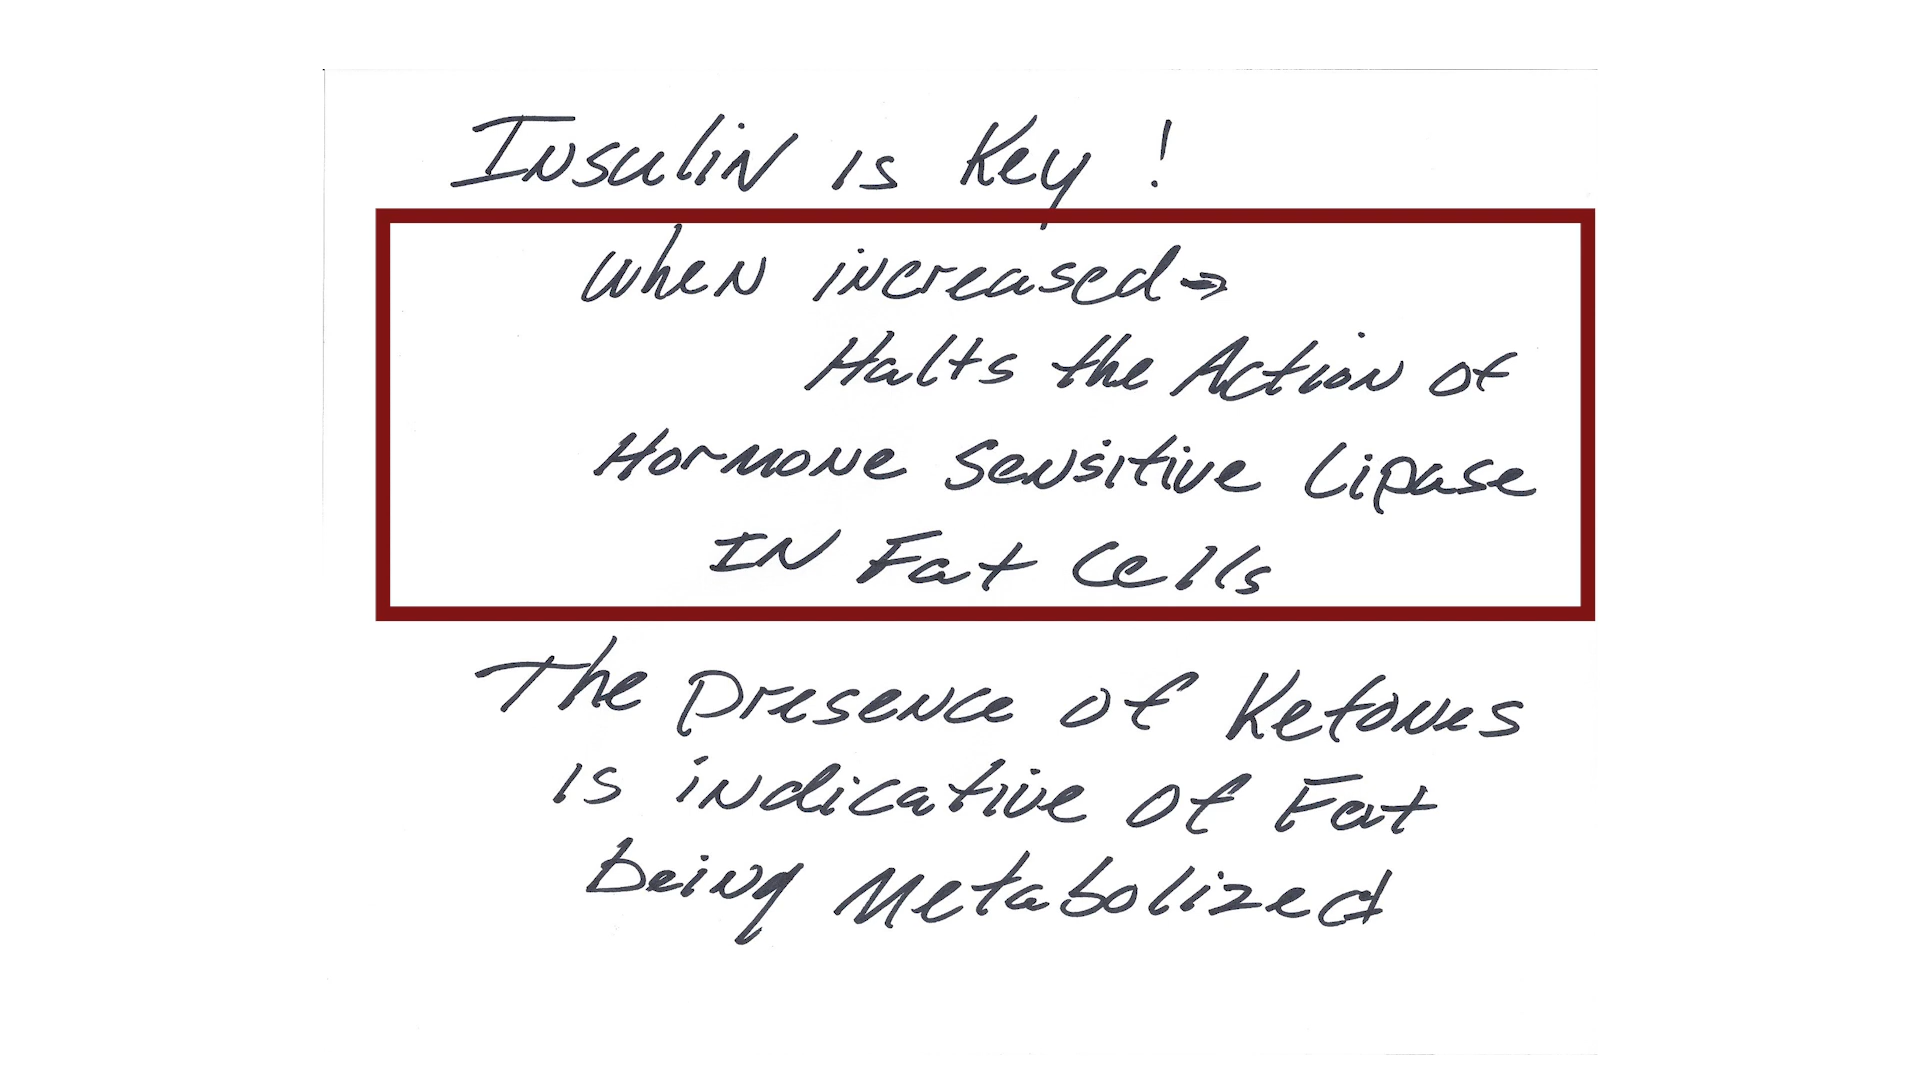 Insulin is Key!
When increased →
Halts the Action of
Hormone Sensitive Lipase
IN Fat Cells
The presence of Ketones
is indicative of Fat
being Metabolized